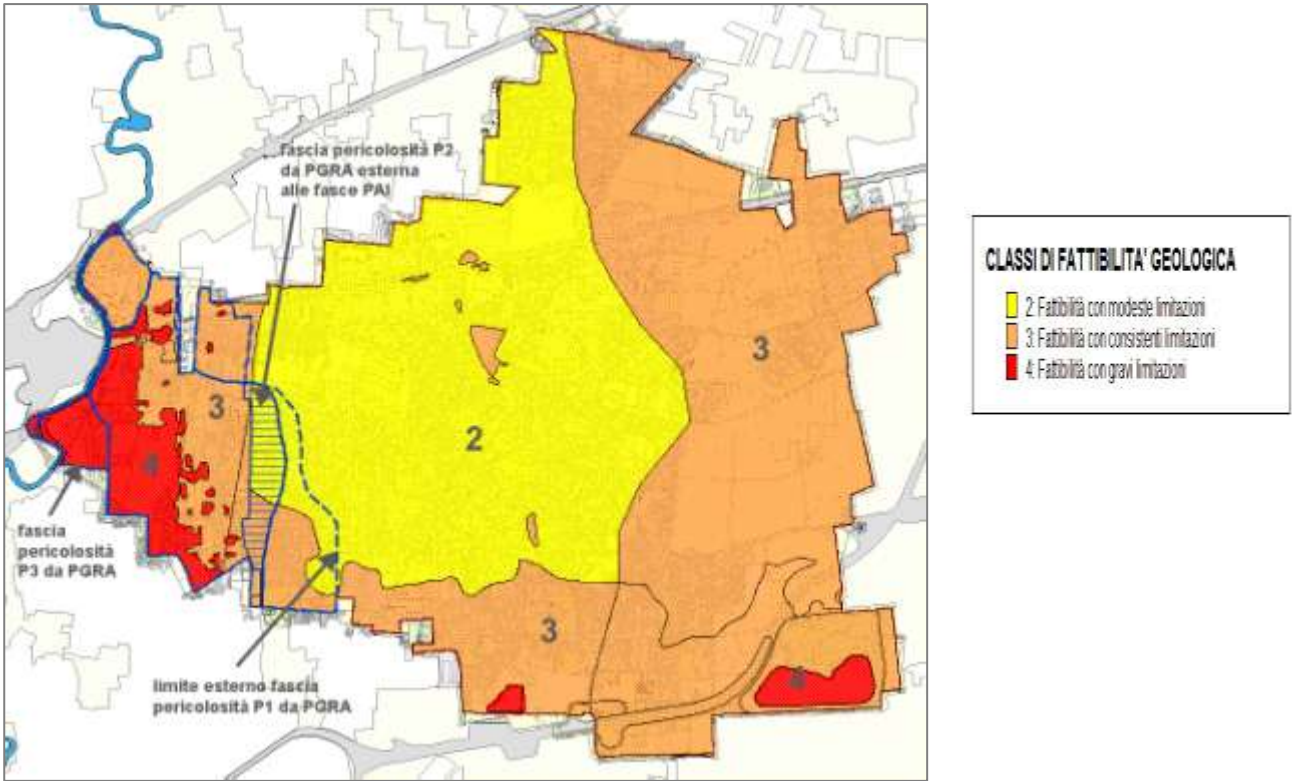 fascia pericolosità P2
da PGRA esterna
alle fasce PAI
3
3
2
4
fascia
pericolosità
P3 da PGRA
3
4
limite esterno fascia
pericolosità P1 da PGRA
CLASSI DI FATTIBILITA' GEOLOGICA
2: Fattibilità con modeste limitazioni
3: Fattibilità con consistenti limitazioni
4: Fattibilità con gravi limitazioni